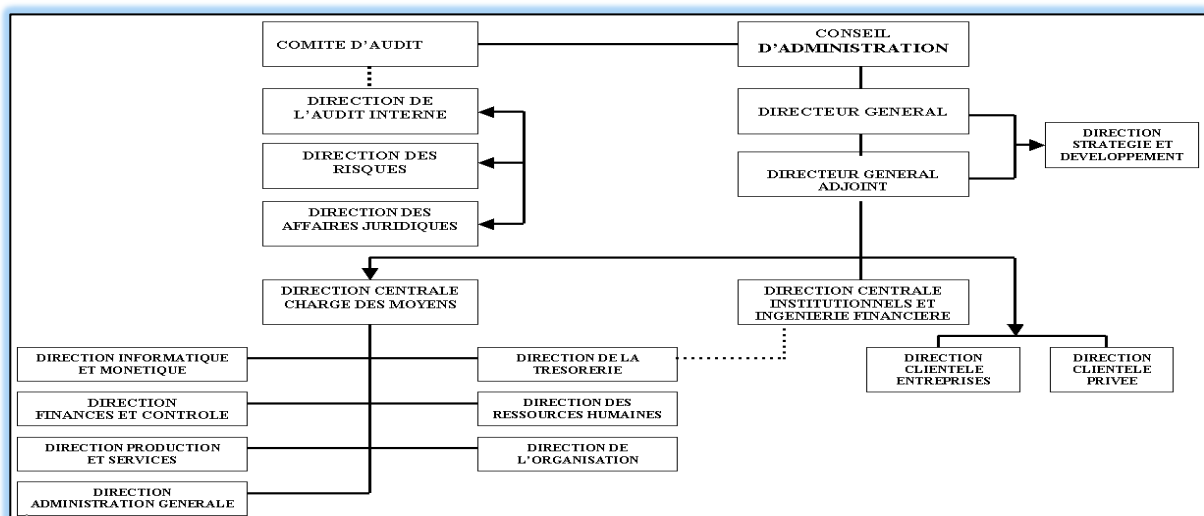 COMITE D'AUDIT
CONSEIL
D'ADMINISTRATION
DIRECTION DE
L'AUDIT INTERNE
DIRECTEUR GENERAL
DIRECTION
STRATEGIE ET
DEVELOPPEMENT
DIRECTION DES
RISQUES
DIRECTEUR GENERAL
ADJOINT
DIRECTION DES
AFFAIRES JURIDIQUES
DIRECTION CENTRALE
CHARGE DES MOYENS
DIRECTION CENTRALE
INSTITUTIONNELS ET
INGENIERIE FINANCIERE
DIRECTION INFORMATIQUE
ET MONETIQUE
DIRECTION DE LA
TRESORERIE
DIRECTION
CLIENTELE
ENTREPRISES
DIRECTION
CLIENTELE
PRIVEE
DIRECTION
FINANCES ET CONTROLE
DIRECTION DES
RESSOURCES HUMAINES
DIRECTION PRODUCTION
ET SERVICES
DIRECTION DE
L'ORGANISATION
DIRECTION
ADMINISTRATION GENERALE